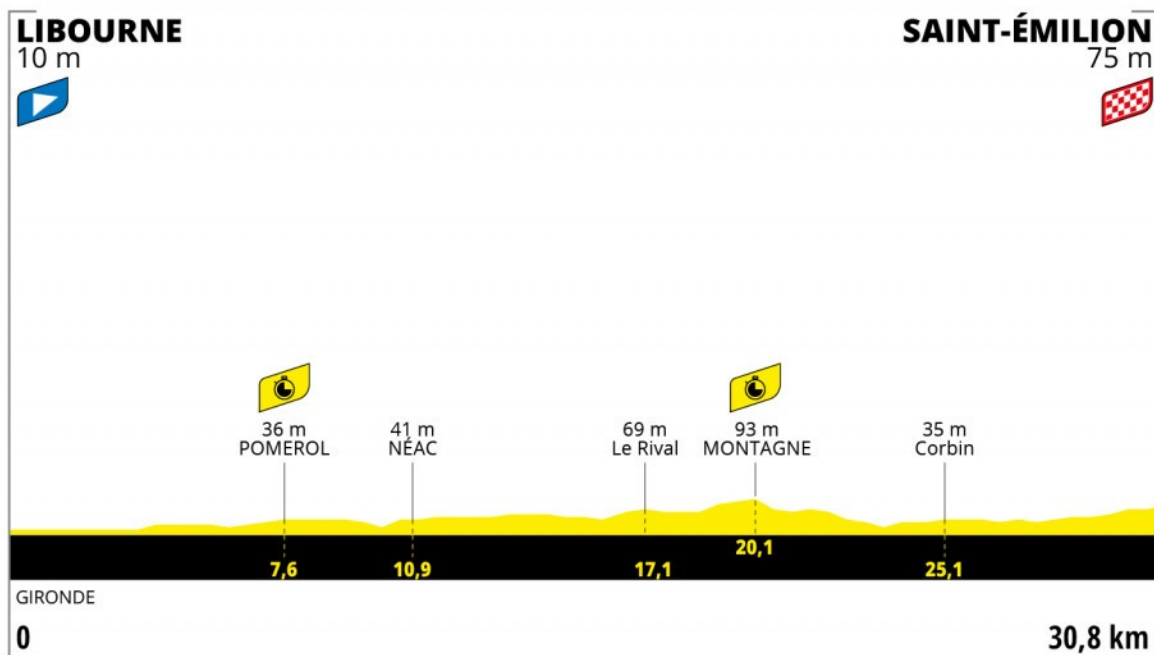 LIBOURNE
10 m
SAINT-ÉMILION
75 m
36 m
POMEROL
41 m
NÉAC
69 m
Le Rival
93 m
MONTAGNE
35 m
Corbin
7,6
10,9
17,1
20,1
25,1
GIRONDE
0
30,8 km